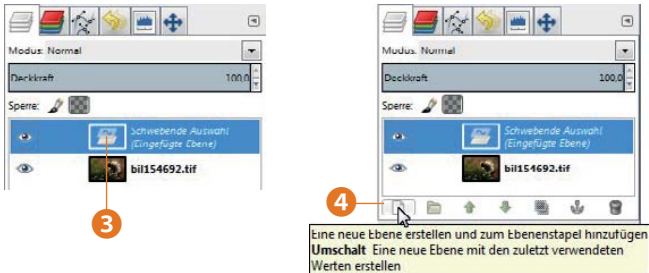 Modus: Normal
Deckkraft 100,0
Sperre:
Schwebende Auswahl
(Eingefügte Ebene)
bil154692.tif
3
Modus: Normal
Deckkraft 100,0
Sperre:
Schwebende Auswahl
(Eingefügte Ebene)
bil154692.tif
4
Eine neue Ebene erstellen und zum Ebenenstapel hinzufügen
Umschalt Eine neue Ebene mit den zuletzt verwendeten
Werten erstellen